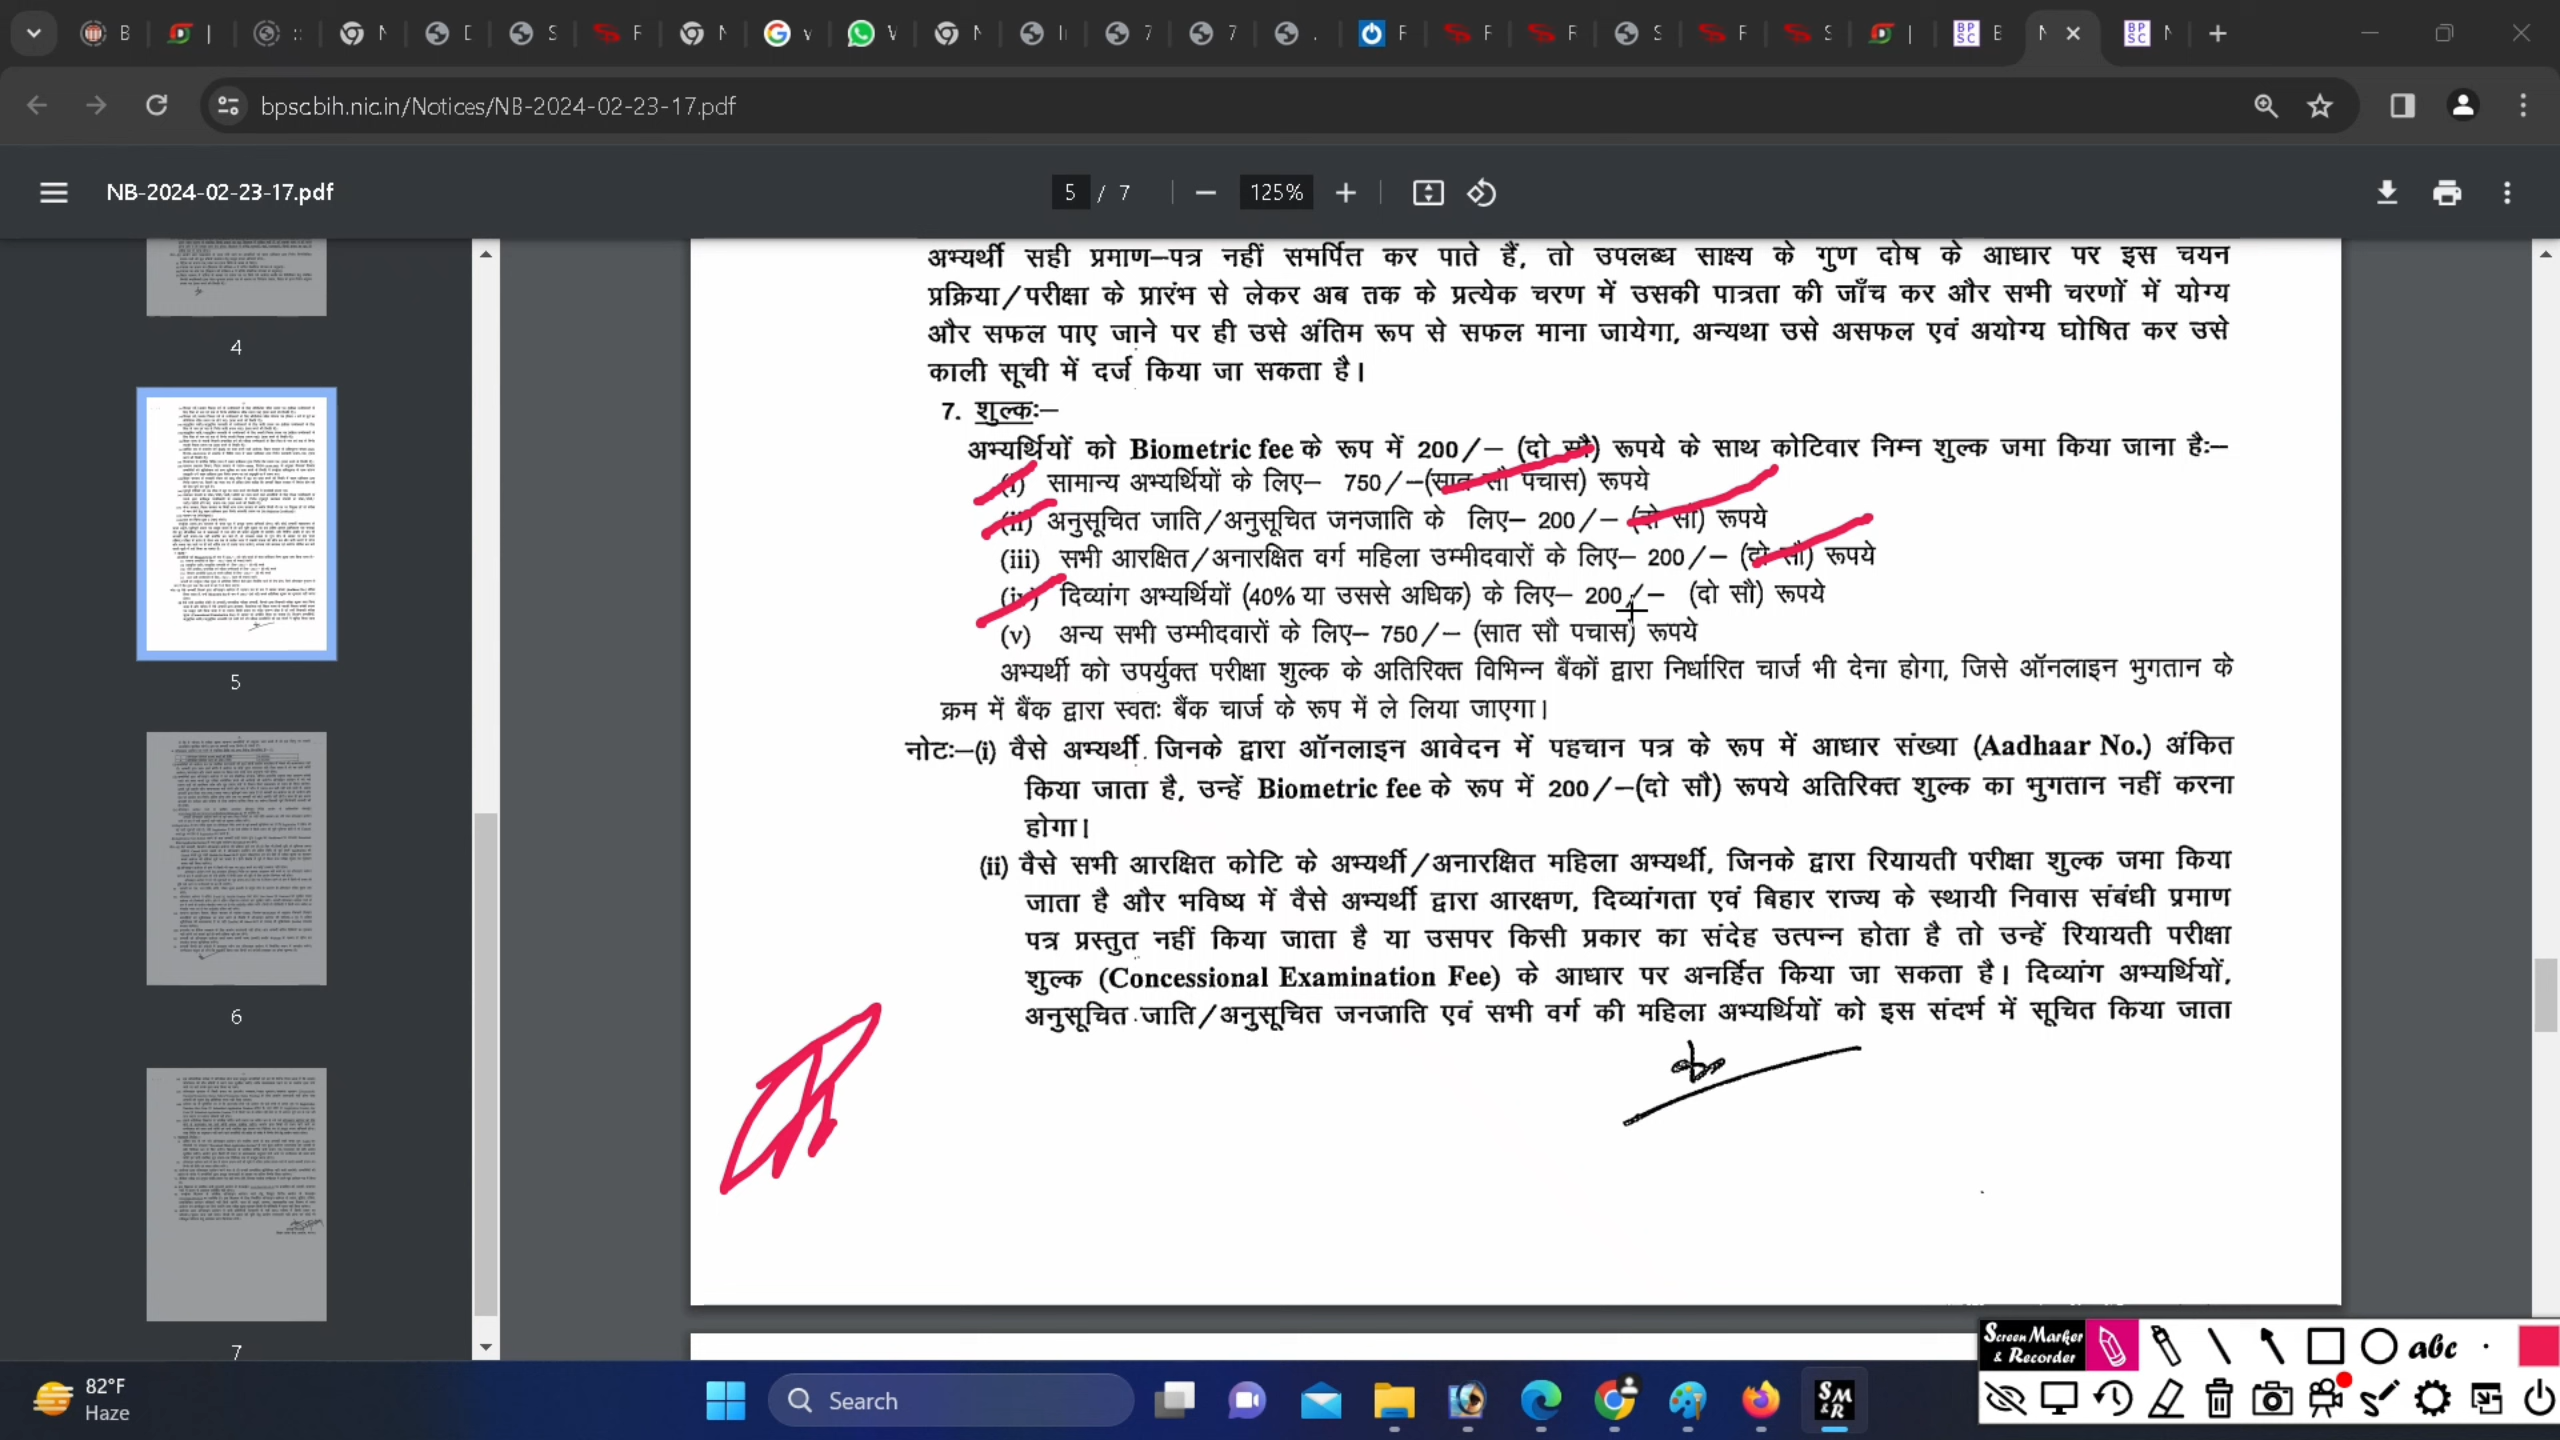 B
N
D
S
F
N
v
V
N
7
7
.
F
F
F
S
F
S
BPSC E
N
BPSC N
bpsc.bih.nic.in/Notices/NB-2024-02-23-17.pdf
NB-2024-02-23-17.pdf
5 / 7
125%
4
5
6
7
अभ्यर्थी सही प्रमाण–पत्र नहीं समर्पित कर पाते हैं, तो उपलब्ध साक्ष्य के गुण दोष के आधार पर इस चयन
प्रक्रिया/परीक्षा के प्रारंभ से लेकर अब तक के प्रत्येक चरण में उसकी पात्रता की जाँच कर और सभी चरणों में योग्य
और सफल पाए जाने पर ही उसे अंतिम रूप से सफल माना जायेगा, अन्यथा उसे असफल एवं अयोग्य घोषित कर उसे
काली सूची में दर्ज किया जा सकता है।
7. शुल्कः–
अभ्यर्थियों को Biometric fee के रूप में 200/– (दो सौ) रूपये के साथ कोटिवार निम्न शुल्क जमा किया जाना हैः–
(i) सामान्य अभ्यर्थियों के लिए– 750/–(सात सौ पचास) रूपये
(ii) अनुसूचित जाति/अनुसूचित जनजाति के लिए– 200/– (दो सौ) रूपये
(iii) सभी आरक्षित/अनारक्षित वर्ग महिला उम्मीदवारों के लिए– 200/– (दो सौ) रूपये
(iv) दिव्यांग अभ्यर्थियों (40% या उससे अधिक) के लिए– 200/– (दो सौ) रूपये
(v) अन्य सभी उम्मीदवारों के लिए– 750/– (सात सौ पचास) रूपये
अभ्यर्थी को उपर्युक्त परीक्षा शुल्क के अतिरिक्त विभिन्न बैंकों द्वारा निर्धारित चार्ज भी देना होगा, जिसे ऑनलाइन भुगतान के
क्रम में बैंक द्वारा स्वतः बैंक चार्ज के रूप में ले लिया जाएगा।
नोटः–(i) वैसे अभ्यर्थी जिनके द्वारा ऑनलाइन आवेदन में पहचान पत्र के रूप में आधार संख्या (Aadhaar No.) अंकित
किया जाता है, उन्हें Biometric fee के रूप में 200/–(दो सौ) रूपये अतिरिक्त शुल्क का भुगतान नहीं करना
होगा।
(ii) वैसे सभी आरक्षित कोटि के अभ्यर्थी/अनारक्षित महिला अभ्यर्थी, जिनके द्वारा रियायती परीक्षा शुल्क जमा किया
जाता है और भविष्य में वैसे अभ्यर्थी द्वारा आरक्षण, दिव्यांगता एवं बिहार राज्य के स्थायी निवास संबंधी प्रमाण
पत्र प्रस्तुत नहीं किया जाता है या उसपर किसी प्रकार का संदेह उत्पन्न होता है तो उन्हें रियायती परीक्षा
शुल्क (Concessional Examination Fee) के आधार पर अनर्हित किया जा सकता है। दिव्यांग अभ्यर्थियों,
अनुसूचित जाति/अनुसूचित जनजाति एवं सभी वर्ग की महिला अभ्यर्थियों को इस संदर्भ में सूचित किया जाता
Screen Marker
& Recorder
abc
82°F
Haze
Search
SM
&R